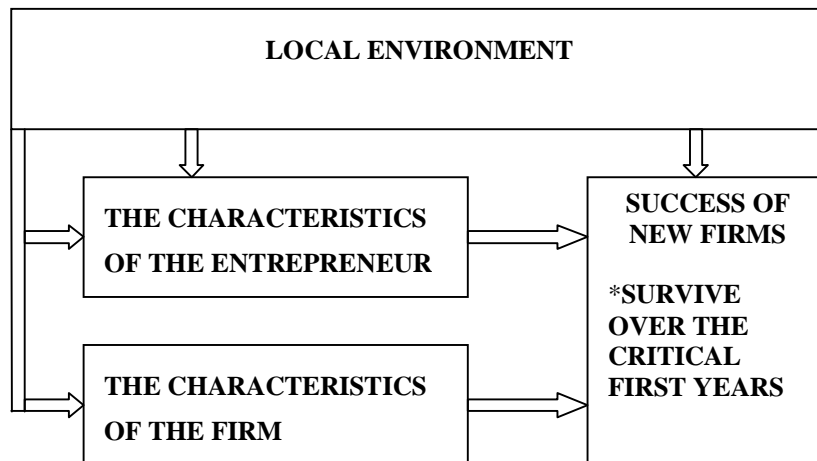 LOCAL ENVIRONMENT
THE CHARACTERISTICS
OF THE ENTREPRENEUR
SUCCESS OF
NEW FIRMS
*SURVIVE
OVER THE
CRITICAL
FIRST YEARS
THE CHARACTERISTICS
OF THE FIRM